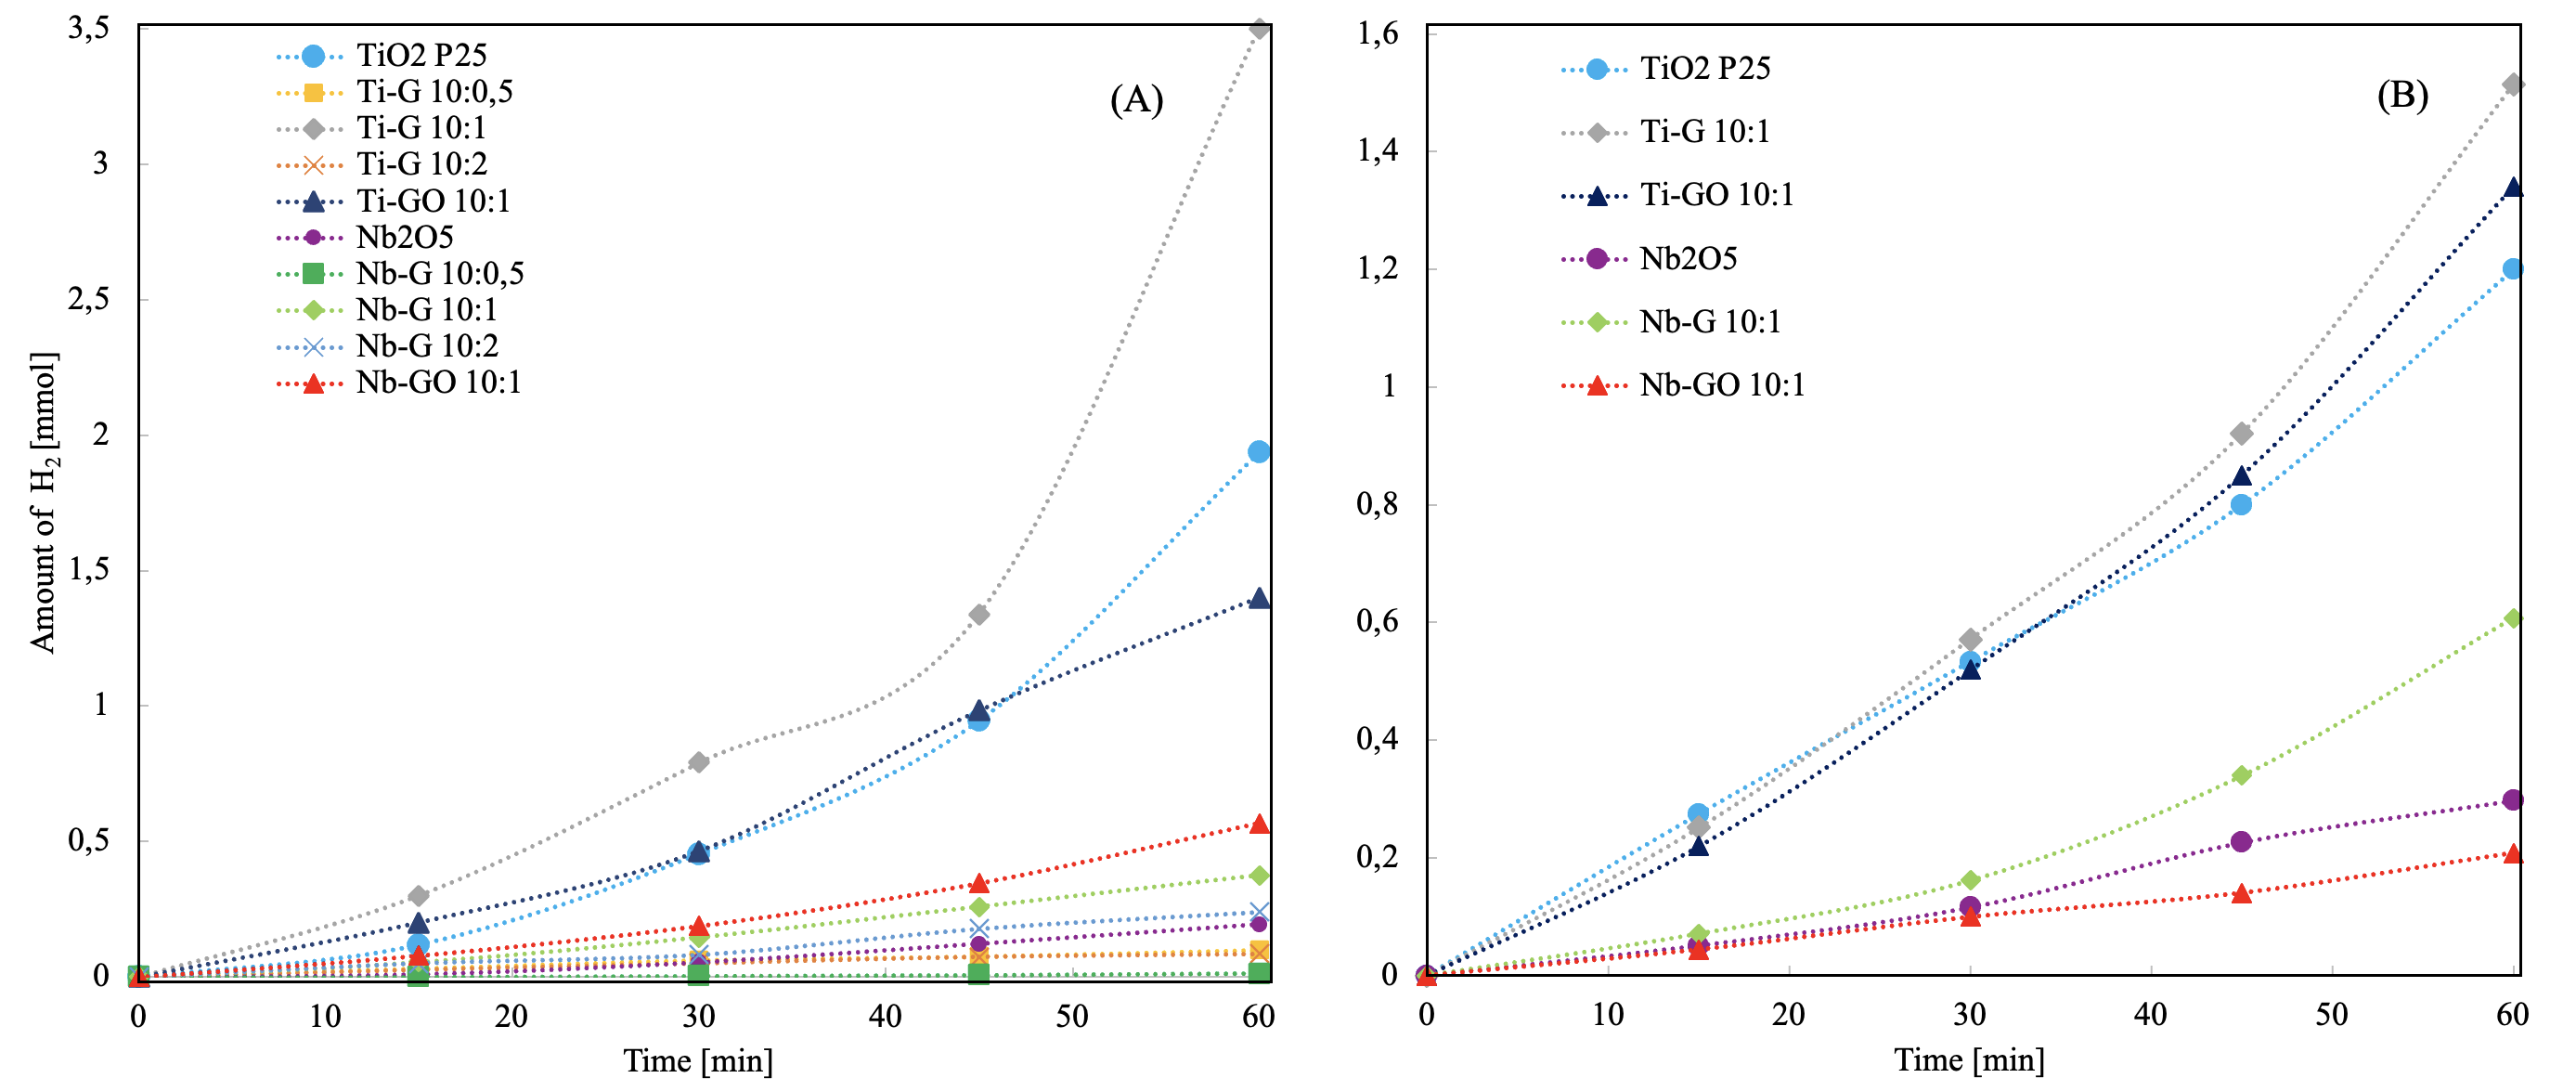 3,5
3
2,5
2
1,5
1
0,5
0
Amount of H₂ [mmol]
TiO2 P25
Ti-G 10:0,5
Ti-G 10:1
Ti-G 10:2
Ti-GO 10:1
Nb2O5
Nb-G 10:0,5
Nb-G 10:1
Nb-G 10:2
Nb-GO 10:1
(A)
0 10 20 30 40 50 60
Time [min]
1,6
1,4
1,2
1
0,8
0,6
0,4
0,2
0
TiO2 P25
Ti-G 10:1
Ti-GO 10:1
Nb2O5
Nb-G 10:1
Nb-GO 10:1
(B)
0 10 20 30 40 50 60
Time [min]